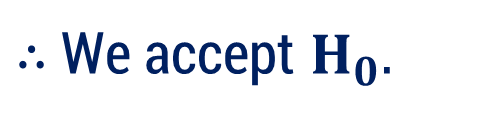 ∴ We accept H₀.